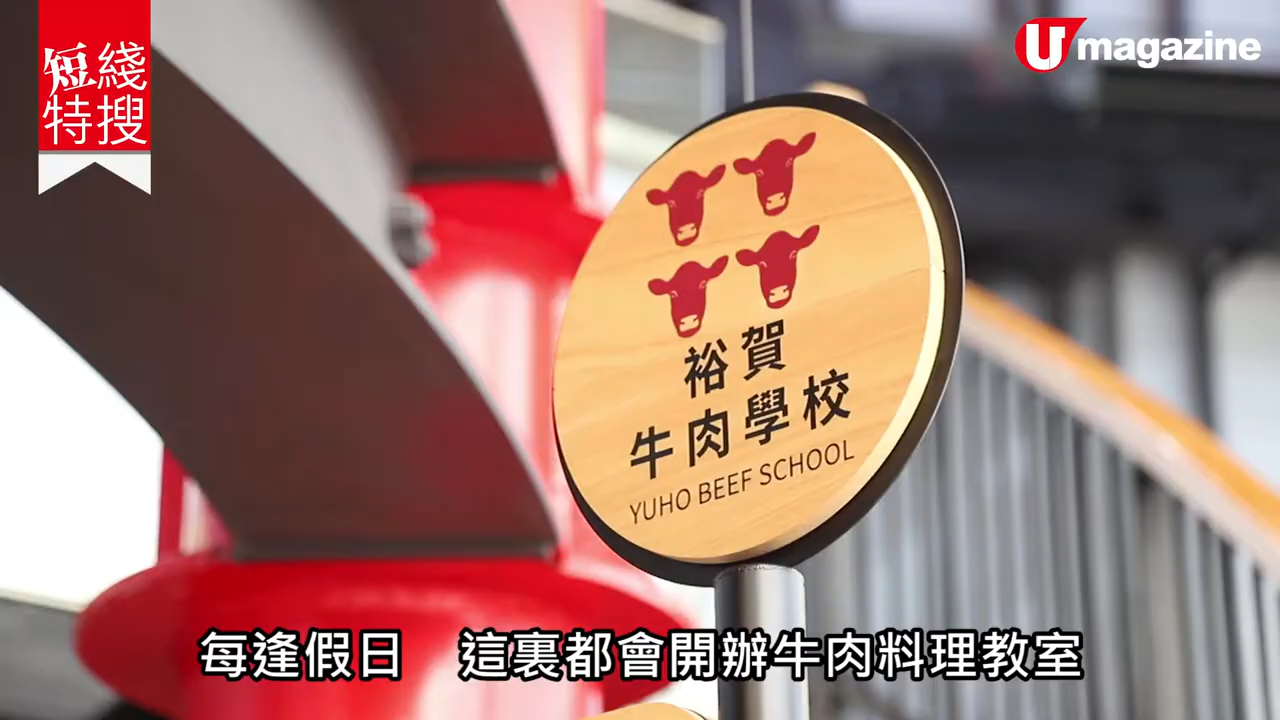 短綫
特搜
U magazine
裕賀
牛肉學校
YUHO BEEF SCHOOL
每逢假日 這裏都會開辦牛肉料理教室